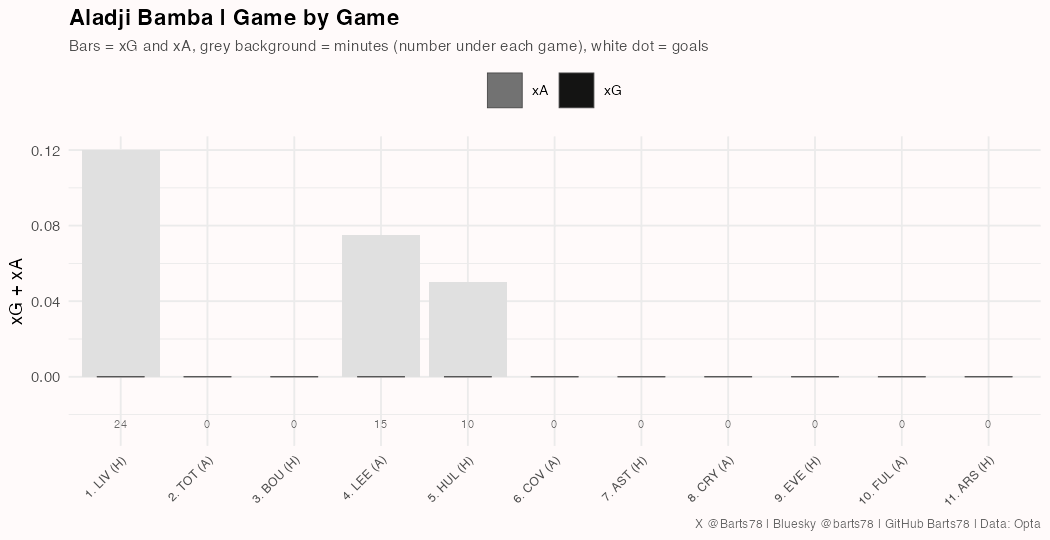 Aladji Bamba | Game by Game
Bars = xG and xA, grey background = minutes (number under each game), white dot = goals
xA xG
xG + xA
0.12
0.08
0.04
0.00
24 0 0 15 10 0 0 0 0 0 0
1. LIV (H) 2. TOT (A) 3. BOU (H) 4. LEE (A) 5. HUL (H) 6. COV (A) 7. AST (H) 8. CRY (A) 9. EVE (H) 10. FUL (A) 11. ARS (H)
X @Barts78 | Bluesky @barts78 | GitHub Barts78 | Data: Opta